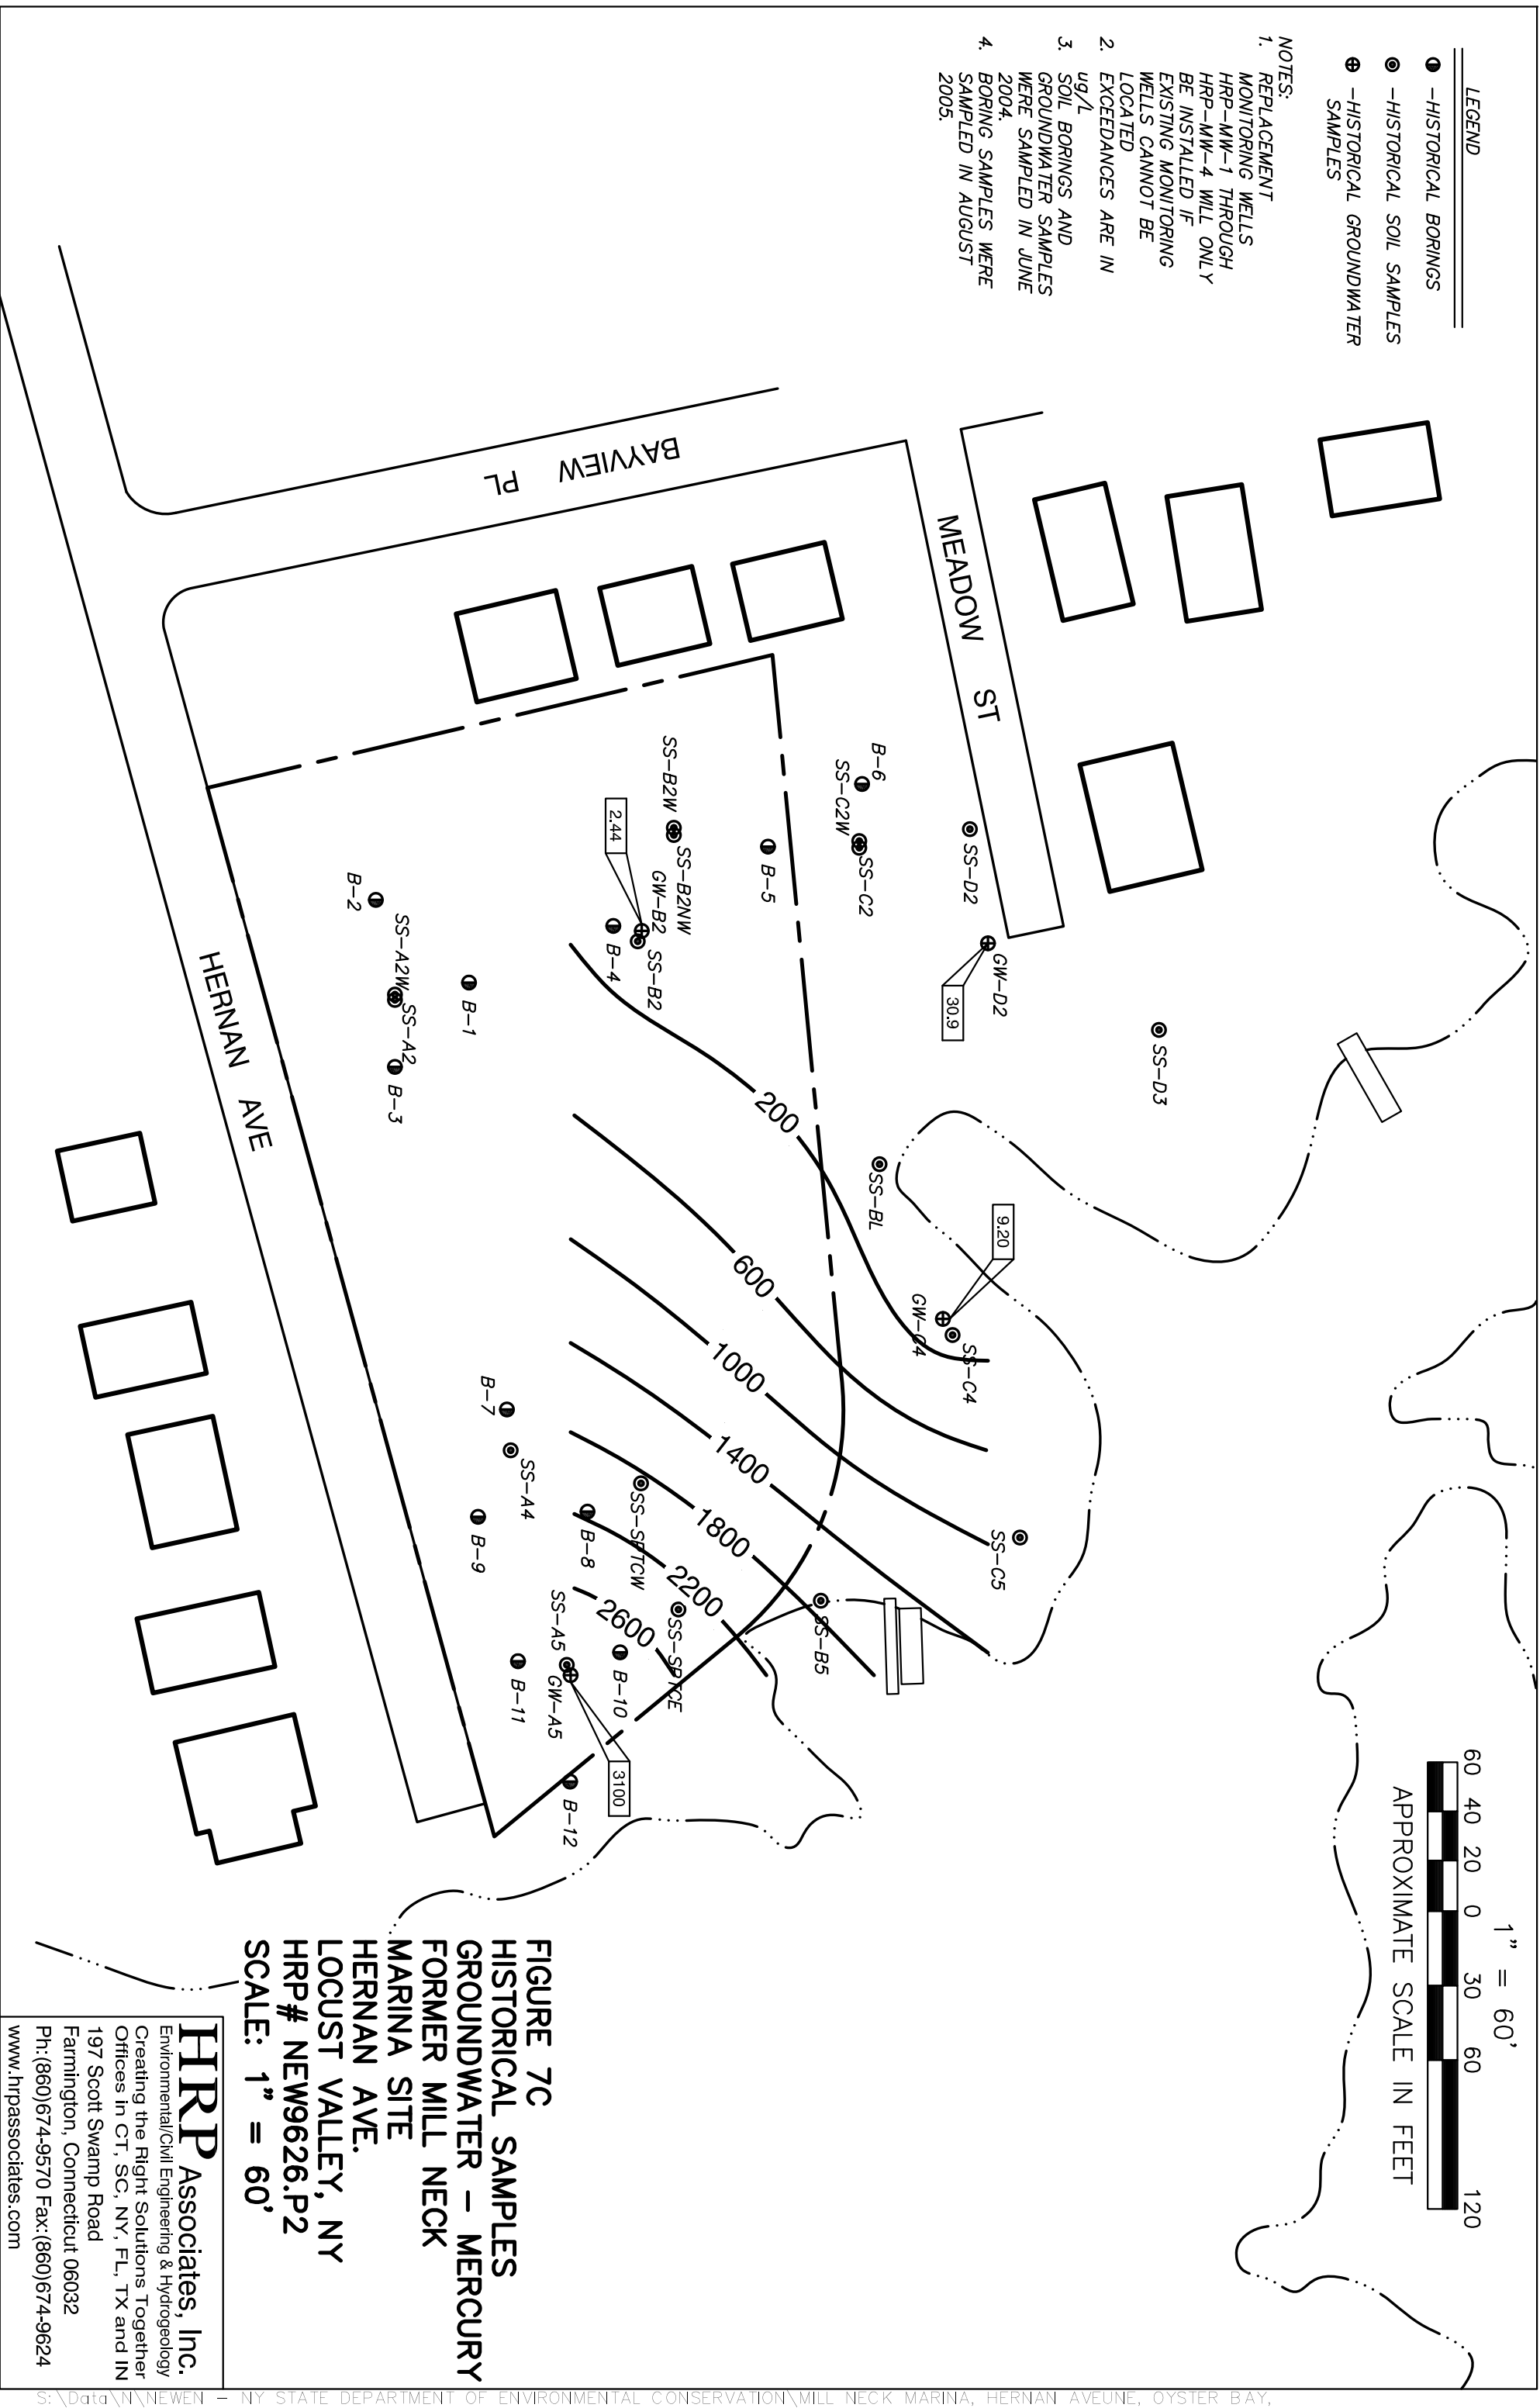 LEGEND
-HISTORICAL BORINGS
-HISTORICAL SOIL SAMPLES
-HISTORICAL GROUNDWATER
SAMPLES
NOTES:
1. REPLACEMENT
MONITORING WELLS
HRP-MW-1 THROUGH
HRP-MW-4 WILL ONLY
BE INSTALLED IF
EXISTING MONITORING
WELLS CANNOT BE
LOCATED
2. EXCEEDANCES ARE IN
ug/L
3. SOIL BORINGS AND
GROUNDWATER SAMPLES
WERE SAMPLED IN JUNE
2004.
4. BORING SAMPLES WERE
SAMPLED IN AUGUST
2005.
BAYVIEW PL
MEADOW ST
HERNAN AVE
SS-D2
GW-D2
30.9
SS-D3
B-6
SS-C2W
SS-C2
B-5
SS-B2W
SS-B2NW
GW-B2
2.44
SS-B2
B-4
B-2
SS-A2W
SS-A2
B-1
B-3
SS-BL
9.20
GW-C4
SS-C4
SS-C5
200
600
1000
1400
1800
2200
2600
B-7
SS-A4
B-9
B-8
SS-SPTCW
SS-SPTCE
SS-B5
SS-A5
GW-A5
B-10
B-11
3100
B-12
1" = 60'
60 40 20 0 30 60 120
APPROXIMATE SCALE IN FEET
FIGURE 7C
HISTORICAL SAMPLES
GROUNDWATER - MERCURY
FORMER MILL NECK
MARINA SITE
HERNAN AVE.
LOCUST VALLEY, NY
HRP# NEW9626.P2
SCALE: 1" = 60'
HRP Associates, Inc.
Environmental/Civil Engineering & Hydrogeology
Creating the Right Solutions Together
Offices in CT, SC, NY, FL, TX and IN
197 Scott Swamp Road
Farmington, Connecticut 06032
Ph:(860)674-9570 Fax:(860)674-9624
www.hrpassociates.com
S:\Data\N\NEWEN - NY STATE DEPARTMENT OF ENVIRONMENTAL CONSERVATION\MILL NECK MARINA, HERNAN AVEUNE, OYSTER BAY,